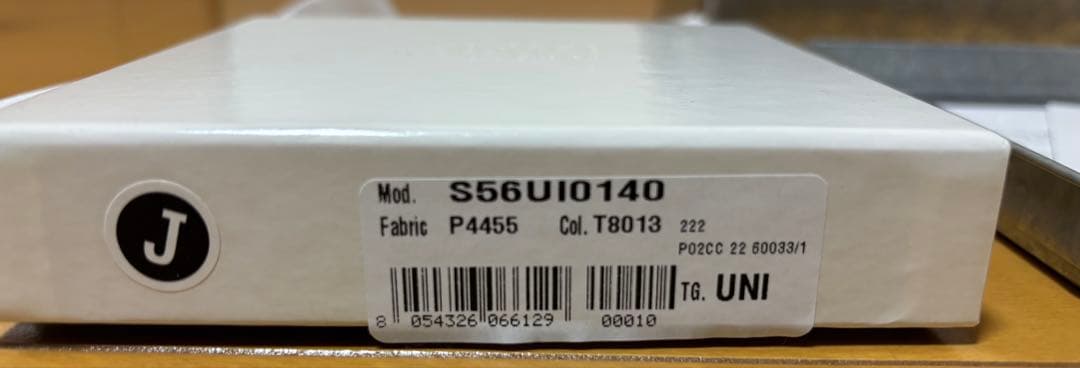 J
Mod. S56UI0140
Fabric P4455 Col. T8013 222
P02CC 22 60033/1
TG. UNI
8 054326 066129 00010